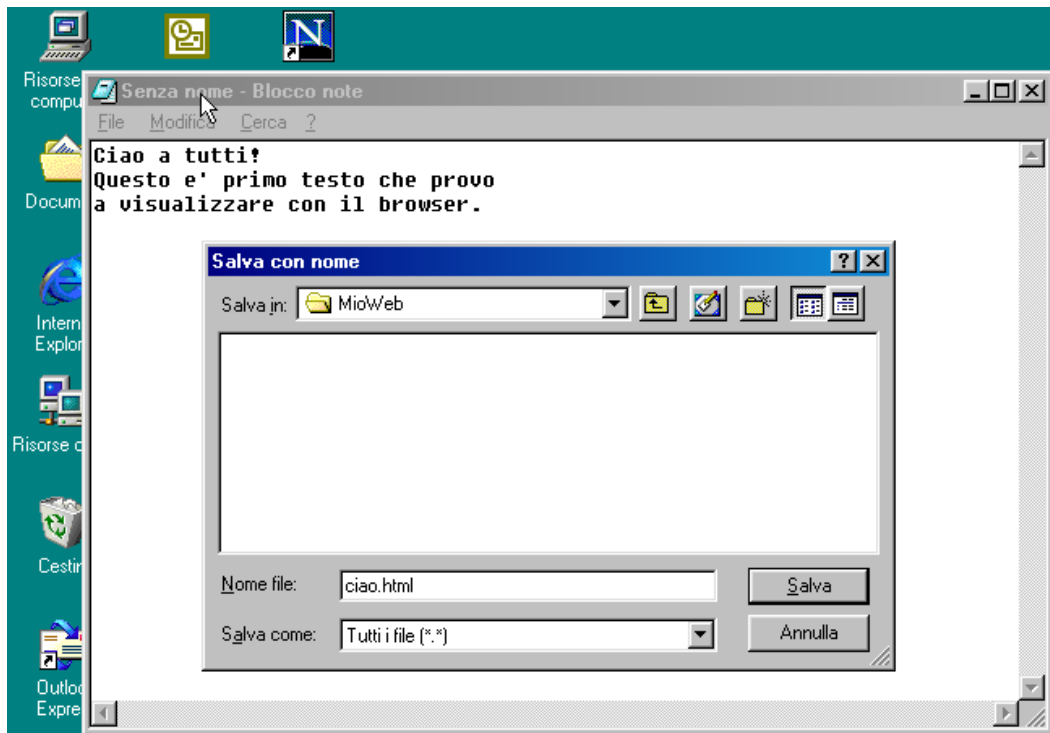 Risorse
compu
Docum
Intern
Explor
Risorse d
Cestin
Outloo
Expre
Senza nome - Blocco note
File Modifica Cerca ?
Ciao a tutti!
Questo e' primo testo che provo
a visualizzare con il browser.
Salva con nome
Salva in: MioWeb
Nome file: ciao.html Salva
Salva come: Tutti i file (*.*) Annulla